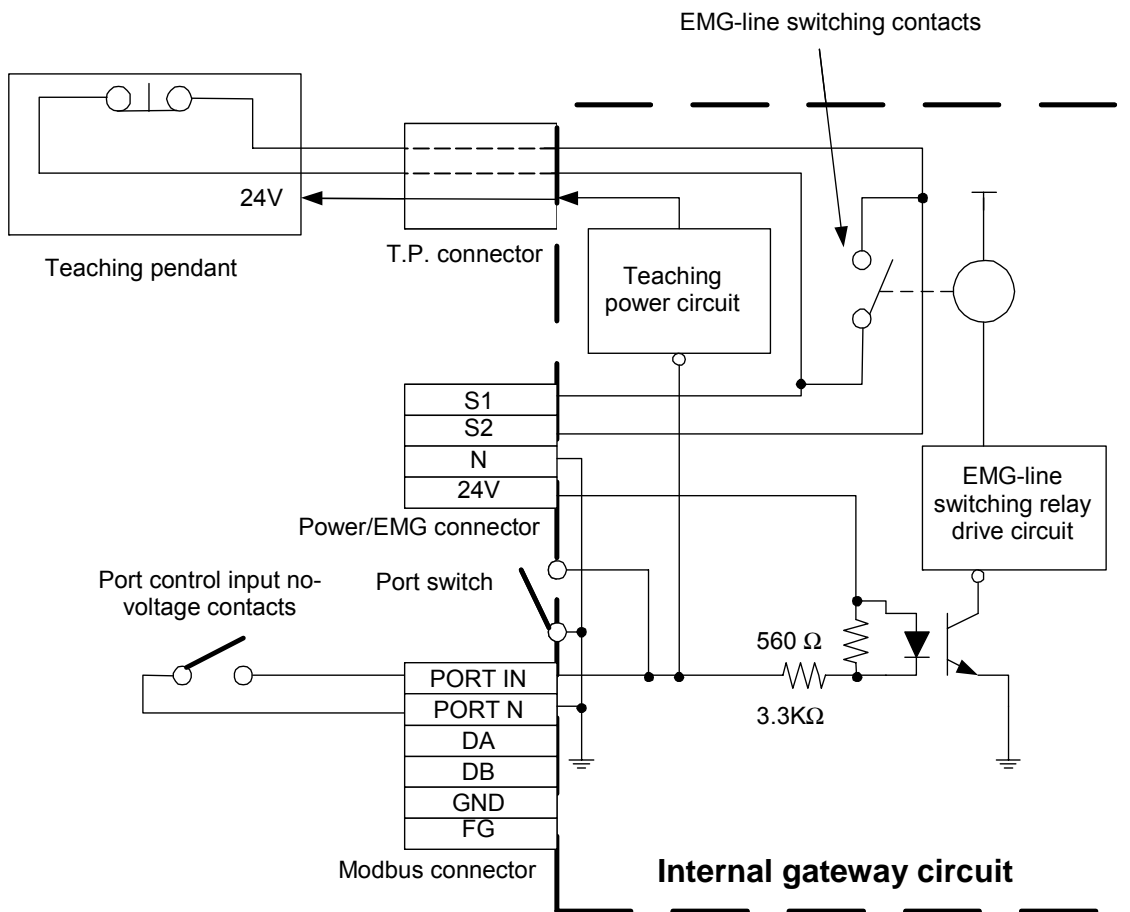 EMG-line switching contacts
24V
Teaching pendant
T.P. connector
Teaching
power circuit
S1
S2
N
24V
Power/EMG connector
EMG-line
switching relay
drive circuit
Port control input no-
voltage contacts
Port switch
560 Ω
3.3KΩ
PORT IN
PORT N
DA
DB
GND
FG
Modbus connector
Internal gateway circuit